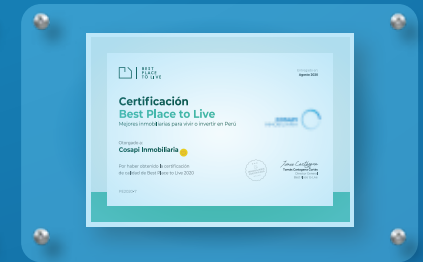 BEST
PLACE
TO LIVE
Agosto 2020
Certificación
Best Place to Live
Mejores inmobiliarias para vivir o invertir en Perú
Otorgado a:
Cosapi Inmobiliaria
Por haber obtenido la certificación
de calidad de Best Place to Live 2020